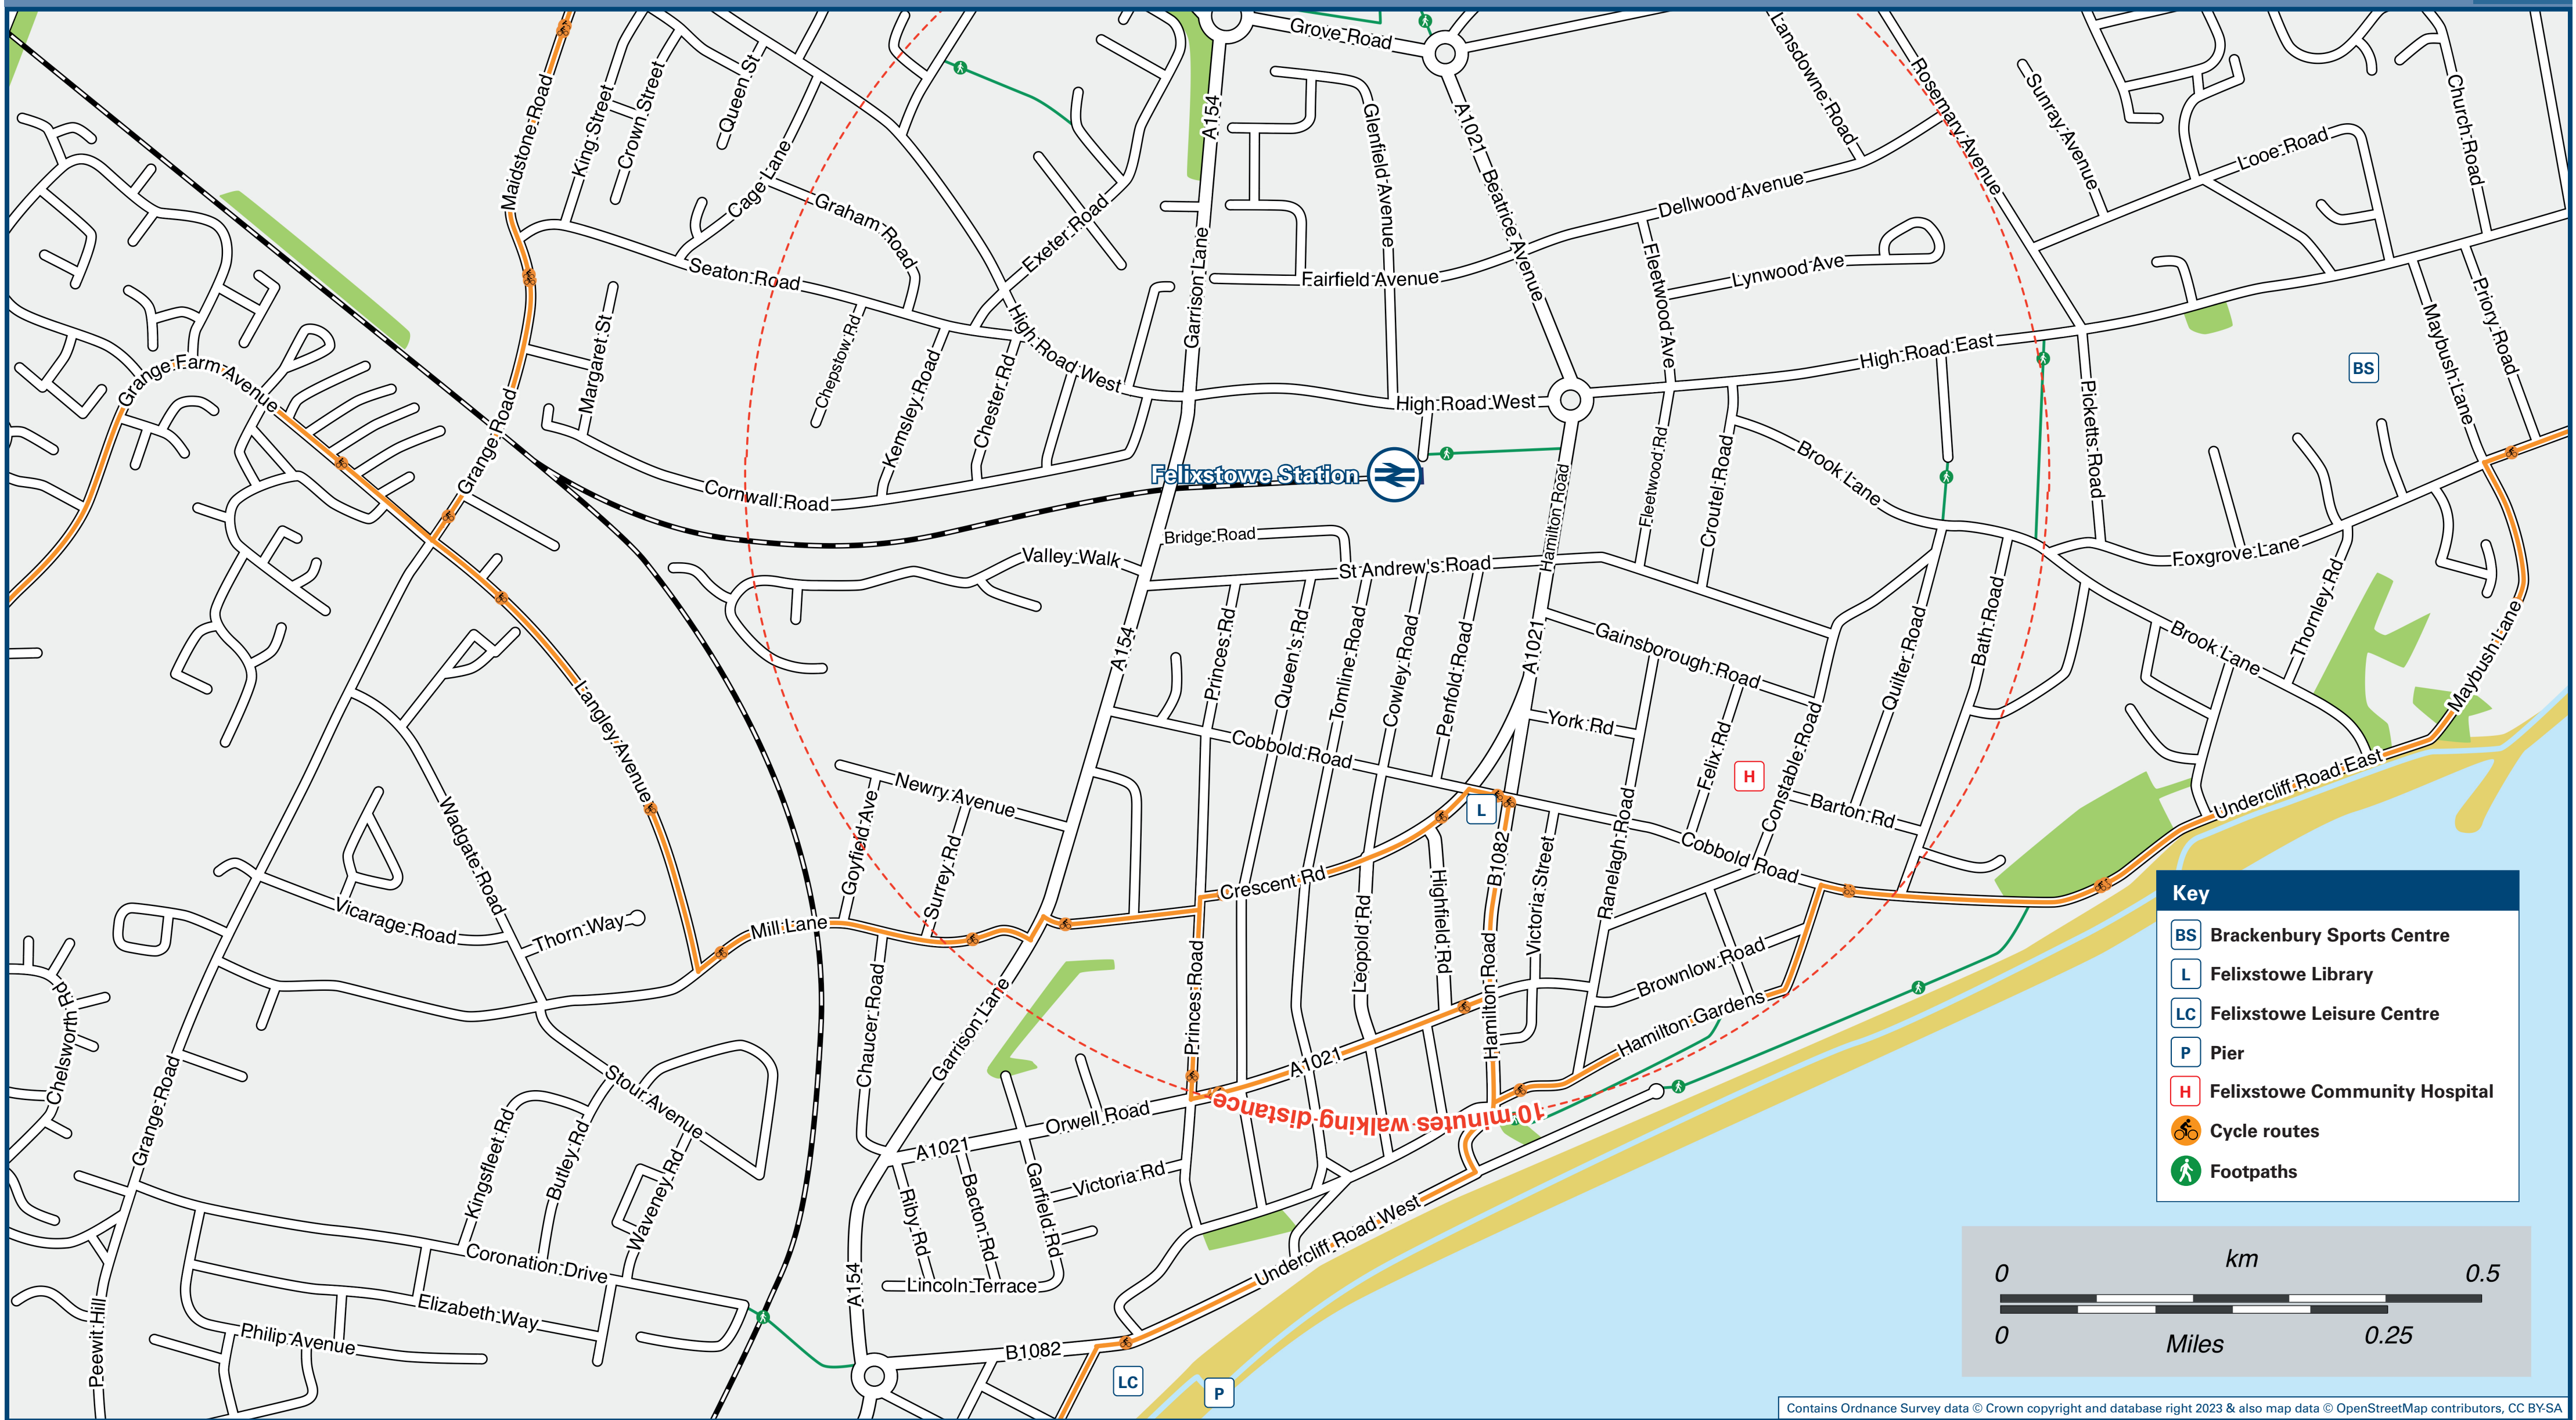 Grove Road
Lansdowne Road
Rosemary Avenue
Sunray Avenue
Church Road
Looe Road
Maidstone Road
King Street
Crown Street
Queen St
Cage Lane
Graham Road
Exeter Road
A154
Glenfield Avenue
A1021
Beatrice Avenue
Dellwood Avenue
Fairfield Avenue
Fleetwood Ave
Lynwood Ave
Seaton Road
Garrison Lane
High Road West
High Road West
High Road East
Priory Road
Maybush Lane
BS
Picketts Road
Margaret St
Chepstow Rd
Kemsley Road
Chester Rd
Grange Farm Avenue
Grange Road
Cornwall Road
Felixstowe Station
Hamilton Road
Fleetwood Rd
Croutel Road
Brook Lane
Foxgrove Lane
Bridge Road
Valley Walk
St Andrew's Road
A154
Princes Rd
Queen's Rd
Tomline Road
Cowley Road
Penfold Road
A1021
Gainsborough Road
York Rd
Felix Rd
H
Constable Road
Quilter Road
Bath Road
Brook Lane
Thornley Rd
Maybush Lane
Undercliff Road East
Barton Rd
Cobbold Road
Cobbold Road
Langley Avenue
Wadgate Road
Newry Avenue
Goyfield Ave
Surrey Rd
Mill Lane
Crescent Rd
L
B1082
Highfield Rd
Leopold Rd
Victoria Street
Ranelagh Road
Brownlow Road
Hamilton Gardens
Hamilton Road
Vicarage Road
Thorn Way
Chelsworth Rd
Grange Road
Stour Avenue
Chaucer Road
Garrison Lane
Princes Road
A1021
10 minutes walking distance
Orwell Road
A1021
Victoria Rd
Garfield Rd
Bacton Rd
Riby Rd
Lincoln Terrace
Kingsfleet Rd
Butley Rd
Waveney Rd
Coronation Drive
Elizabeth Way
Philip Avenue
Peewit Hill
A154
B1082
Undercliff Road West
LC
P
Key
BS Brackenbury Sports Centre
L Felixstowe Library
LC Felixstowe Leisure Centre
P Pier
H Felixstowe Community Hospital
Cycle routes
Footpaths
km
0 0.5
0 0.25
Miles
Contains Ordnance Survey data © Crown copyright and database right 2023 & also map data © OpenStreetMap contributors, CC BY-SA